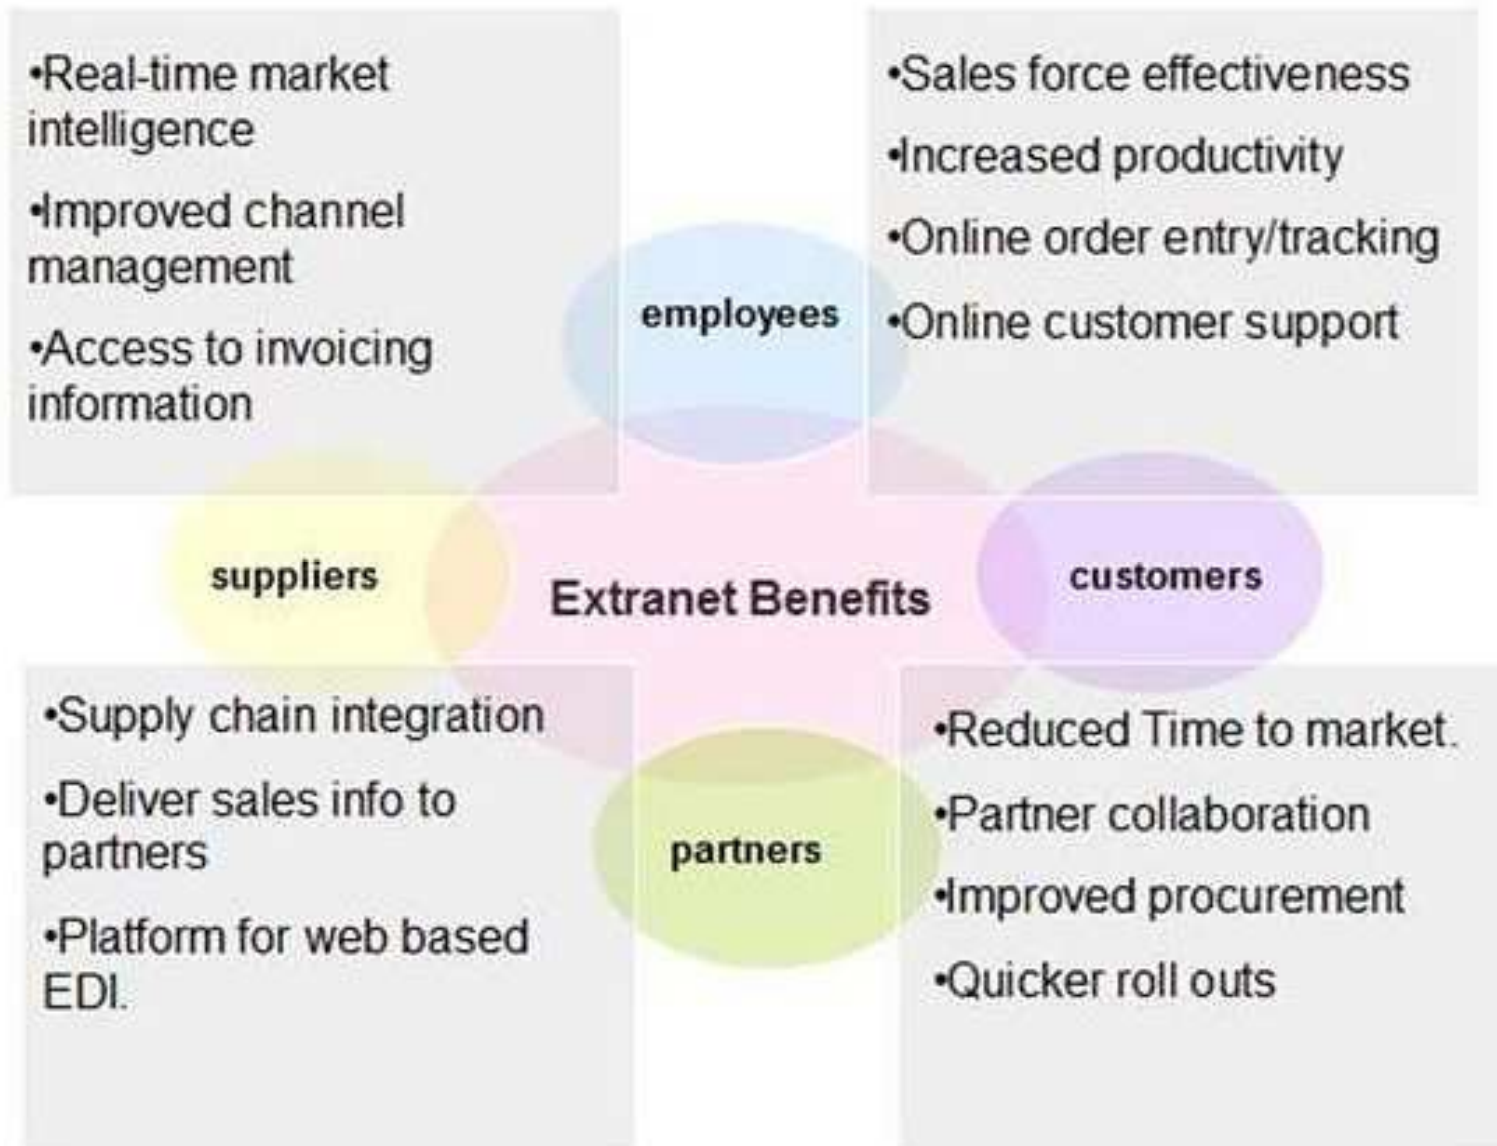 •Real-time market
intelligence
•Improved channel
management
•Access to invoicing
information
•Sales force effectiveness
•Increased productivity
•Online order entry/tracking
•Online customer support
employees
suppliers
Extranet Benefits
customers
partners
•Supply chain integration
•Deliver sales info to
partners
•Platform for web based
EDI.
•Reduced Time to market.
•Partner collaboration
•Improved procurement
•Quicker roll outs